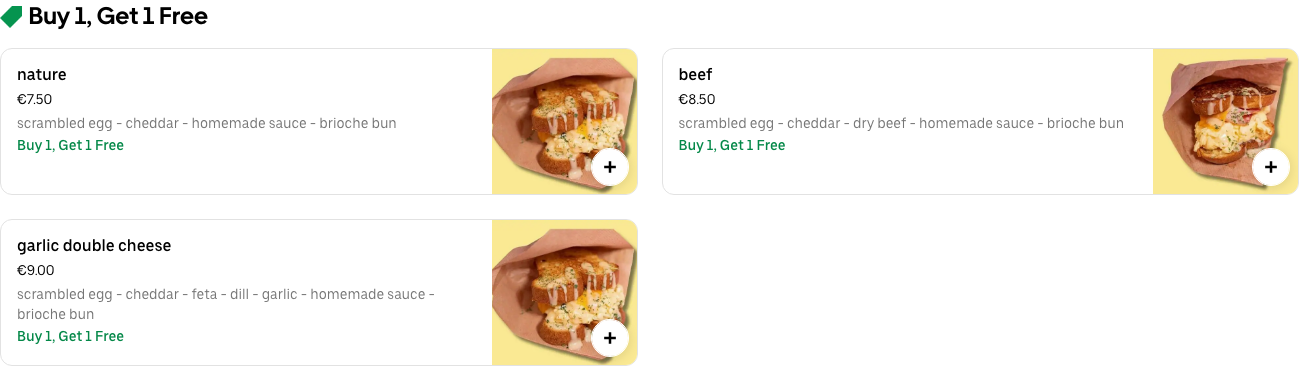 Buy 1, Get 1 Free
nature
€7.50
scrambled egg - cheddar - homemade sauce - brioche bun
Buy 1, Get 1 Free
beef
€8.50
scrambled egg - cheddar - dry beef - homemade sauce - brioche bun
Buy 1, Get 1 Free
garlic double cheese
€9.00
scrambled egg - cheddar - feta - dill - garlic - homemade sauce -
brioche bun
Buy 1, Get 1 Free